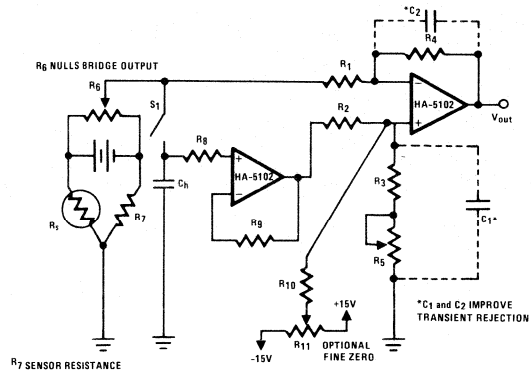 *C2
R4
R6 NULLS BRIDGE OUTPUT
R1
R6
HA-5102
Vout
S1
R2
R8
HA-5102
Ch
R3
C1*
Rs
R7
R9
R5
R10
+15V
*C1 and C2 IMPROVE
TRANSIENT REJECTION
-15V
R11
OPTIONAL
FINE ZERO
R7 SENSOR RESISTANCE